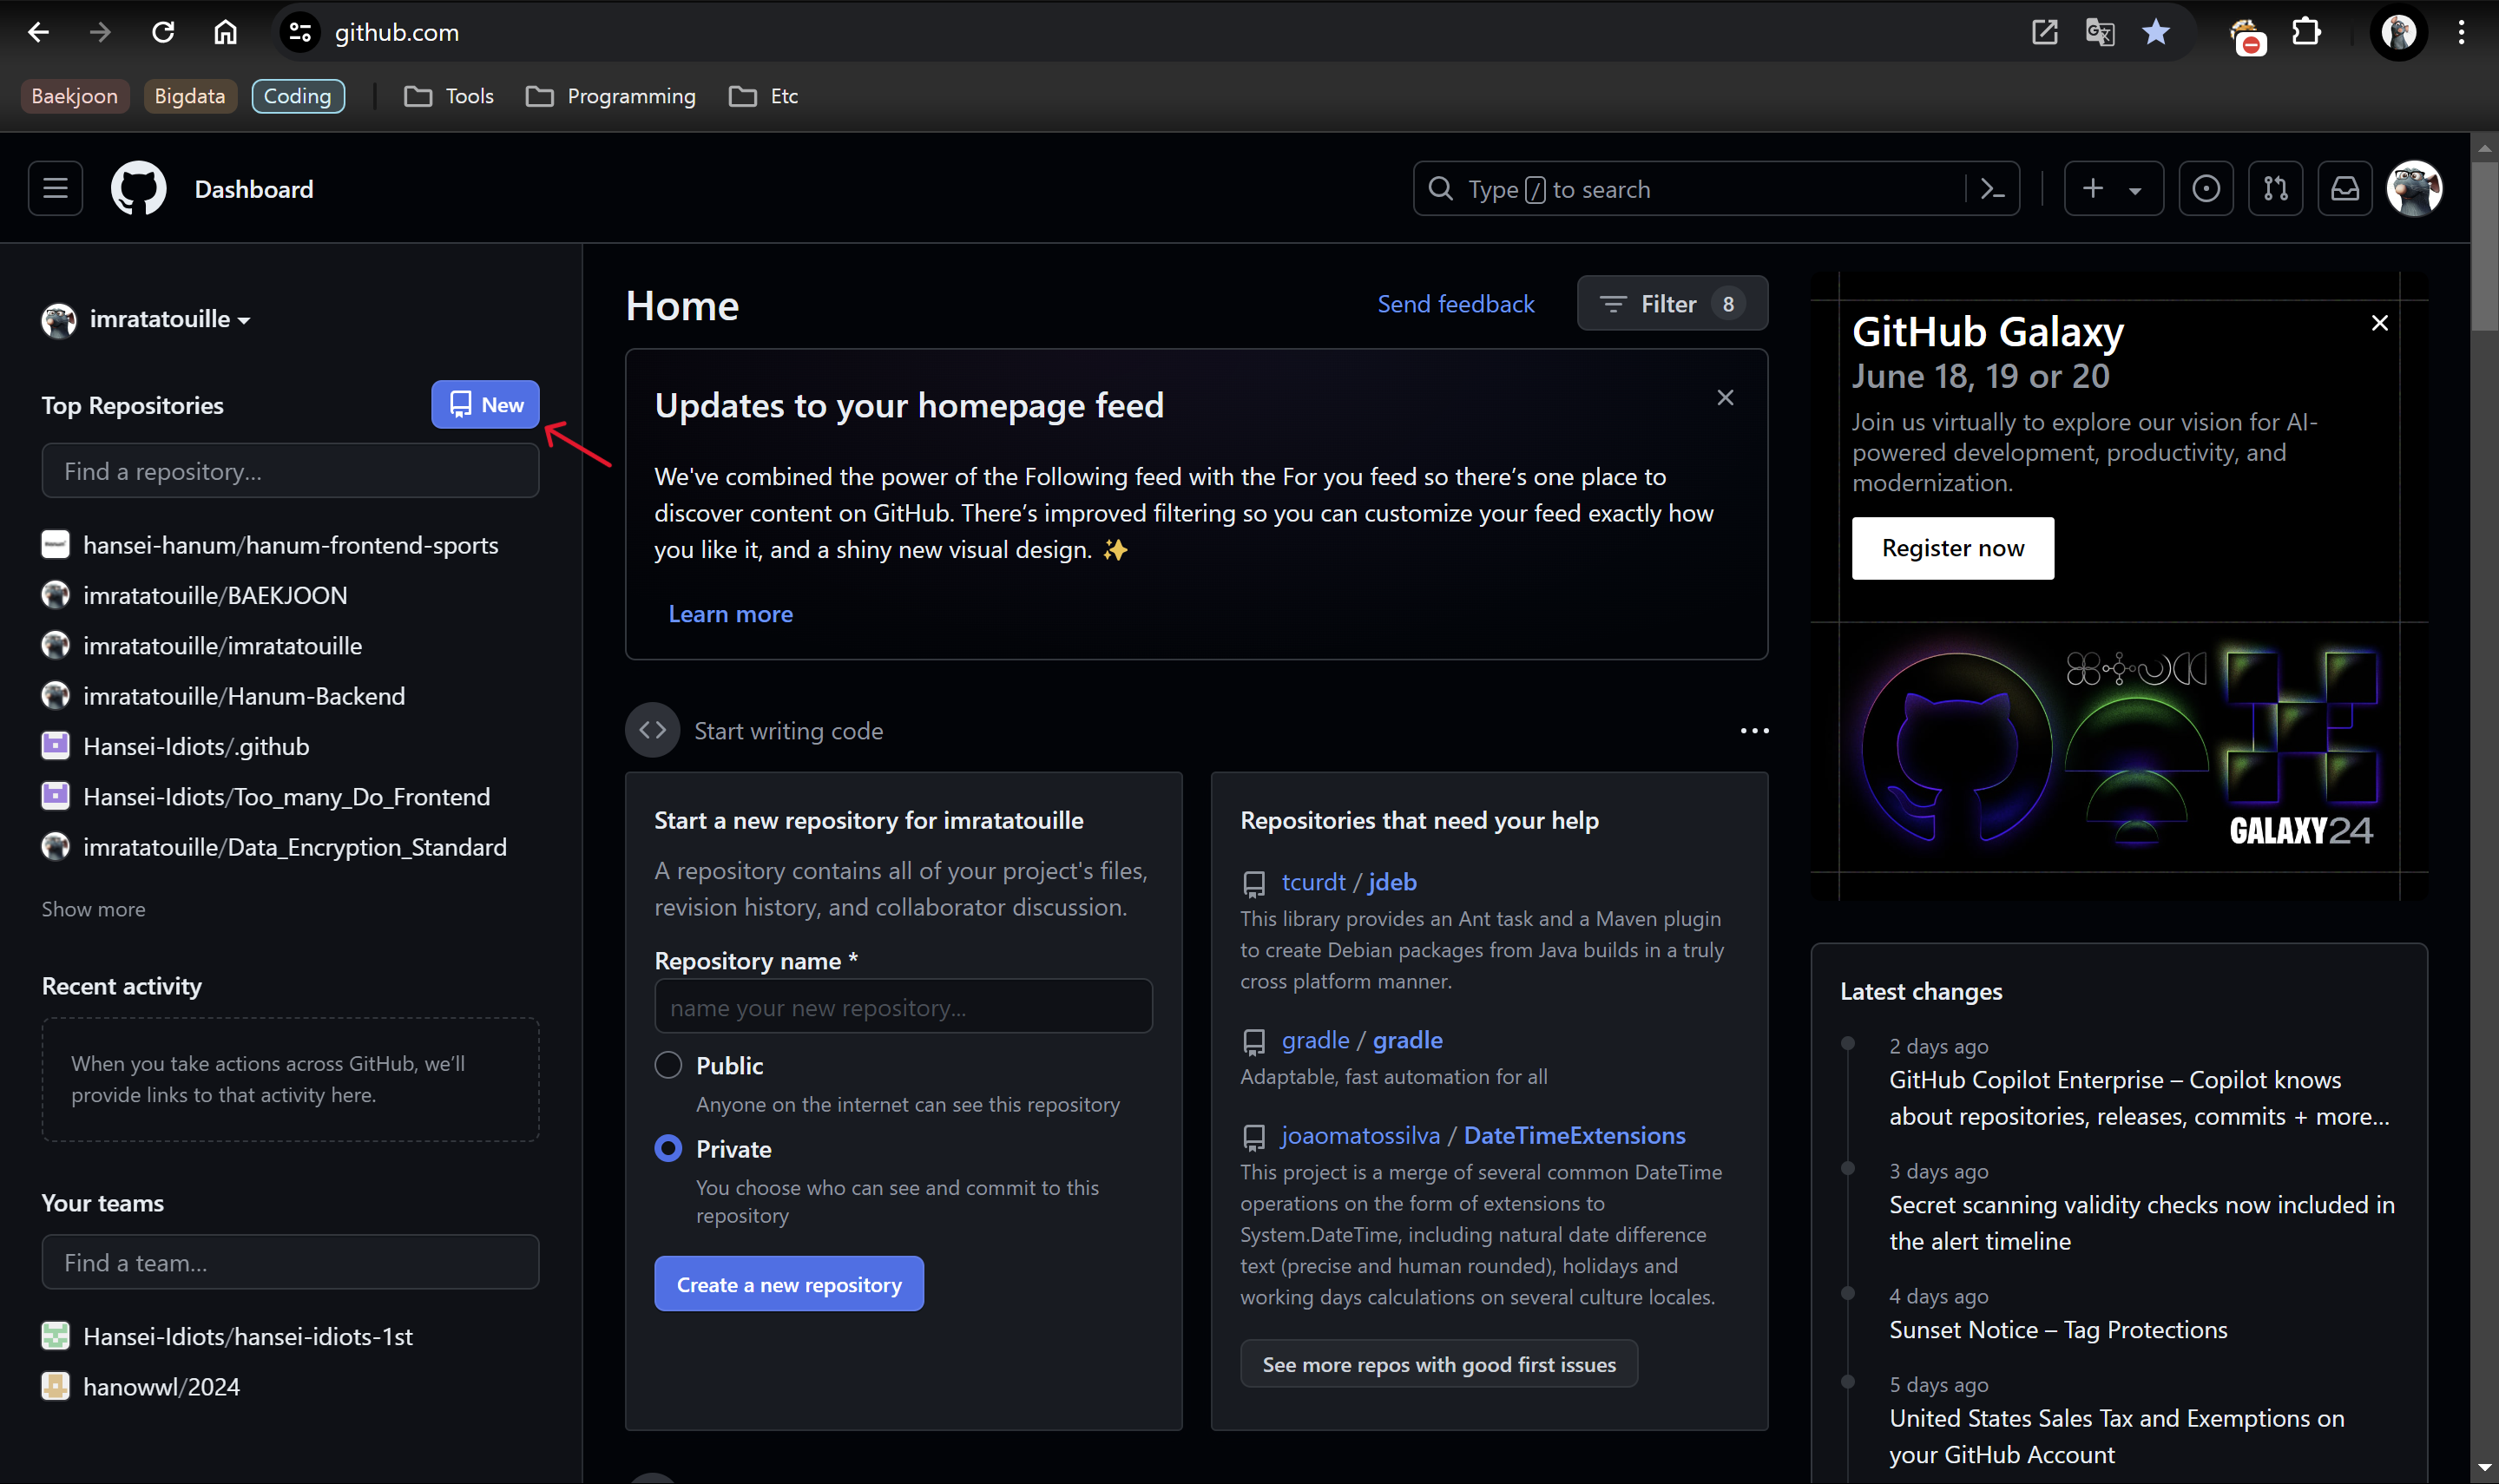 github.com
Baekjoon
Bigdata
Coding
Tools
Programming
Etc
Dashboard
Type / to search
imratatouille
Top Repositories
New
Find a repository...
hansei-hanum/hanum-frontend-sports
imratatouille/BAEKJOON
imratatouille/imratatouille
imratatouille/Hanum-Backend
Hansei-Idiots/.github
Hansei-Idiots/Too_many_Do_Frontend
imratatouille/Data_Encryption_Standard
Show more
Recent activity
When you take actions across GitHub, we’ll
provide links to that activity here.
Your teams
Find a team...
Hansei-Idiots/hansei-idiots-1st
hanowwl/2024
Home
Send feedback
Filter 8
Updates to your homepage feed
We've combined the power of the Following feed with the For you feed so there’s one place to
discover content on GitHub. There’s improved filtering so you can customize your feed exactly how
you like it, and a shiny new visual design. ✨
Learn more
Start writing code
Start a new repository for imratatouille
A repository contains all of your project's files,
revision history, and collaborator discussion.
Repository name *
name your new repository...
Public
Anyone on the internet can see this repository
Private
You choose who can see and commit to this
repository
Create a new repository
Repositories that need your help
tcurdt / jdeb
This library provides an Ant task and a Maven plugin
to create Debian packages from Java builds in a truly
cross platform manner.
gradle / gradle
Adaptable, fast automation for all
joaomatossilva / DateTimeExtensions
This project is a merge of several common DateTime
operations on the form of extensions to
System.DateTime, including natural date difference
text (precise and human rounded), holidays and
working days calculations on several culture locales.
See more repos with good first issues
GitHub Galaxy
June 18, 19 or 20
Join us virtually to explore our vision for AI-
powered development, productivity, and
modernization.
Register now
GALAXY24
Latest changes
2 days ago
GitHub Copilot Enterprise – Copilot knows
about repositories, releases, commits + more...
3 days ago
Secret scanning validity checks now included in
the alert timeline
4 days ago
Sunset Notice – Tag Protections
5 days ago
United States Sales Tax and Exemptions on
your GitHub Account